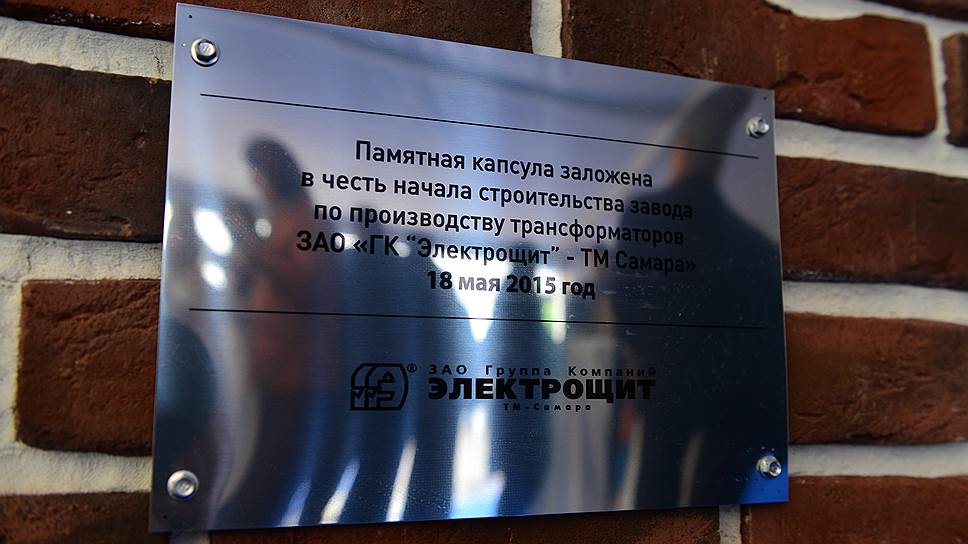 Памятная капсула заложена
в честь начала строительства завода
по производству трансформаторов
ЗАО «ГК “Электрощит” - ТМ Самара»
18 мая 2015 год
ЗАО Группа Компаний
®
ЭЛЕКТРОЩИТ
ТМ-Самара